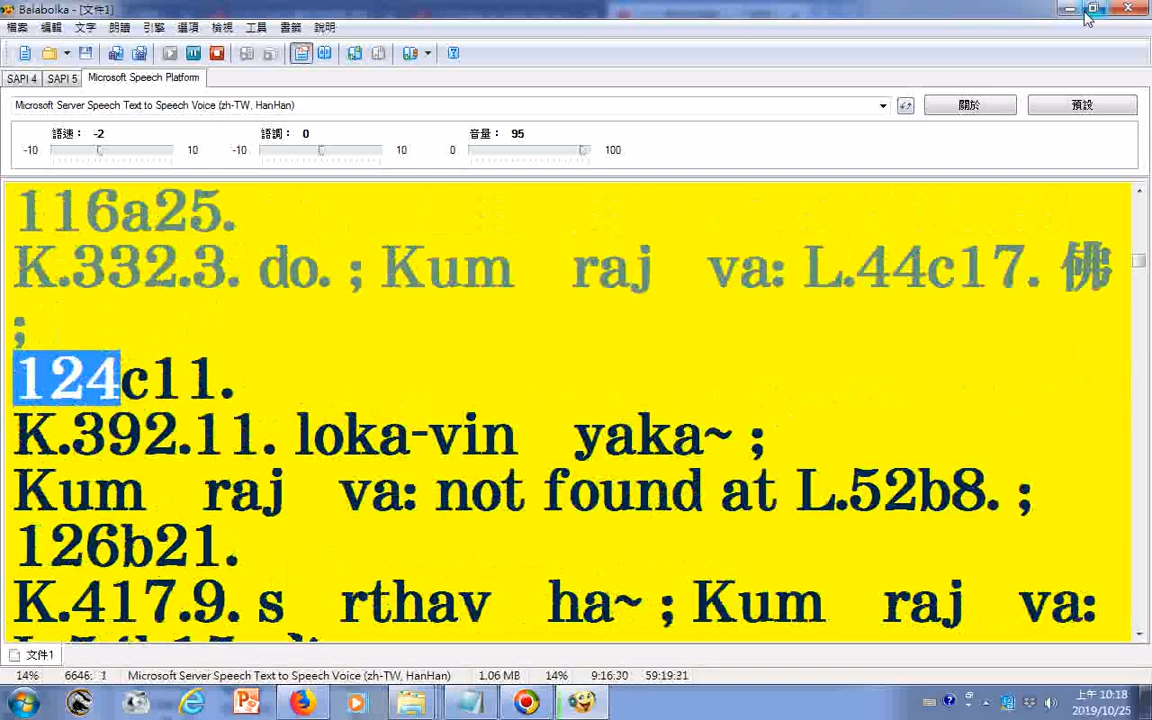 Balabolka - [文件1]
檔案 編輯 文字 朗讀 引擎 選項 檢視 工具 書籤 說明
SAPI 4 SAPI 5 Microsoft Speech Platform
Microsoft Server Speech Text to Speech Voice (zh-TW, HanHan) 關於 預設
語速： -2 語調： 0 音量： 95
-10 10 -10 10 0 100
116a25.
K.332.3. do. ; Kum raj va: L.44c17. 佛
;
124c11.
K.392.11. loka-vin yaka~ ;
Kum raj va: not found at L.52b8. ;
126b21.
K.417.9. s rthav ha~ ; Kum raj va:
文件1
14% 6646: 1 Microsoft Server Speech Text to Speech Voice (zh-TW, HanHan) 1.06 MB 14% 9:16:30 59:19:31
上午 10:18
2019/10/25